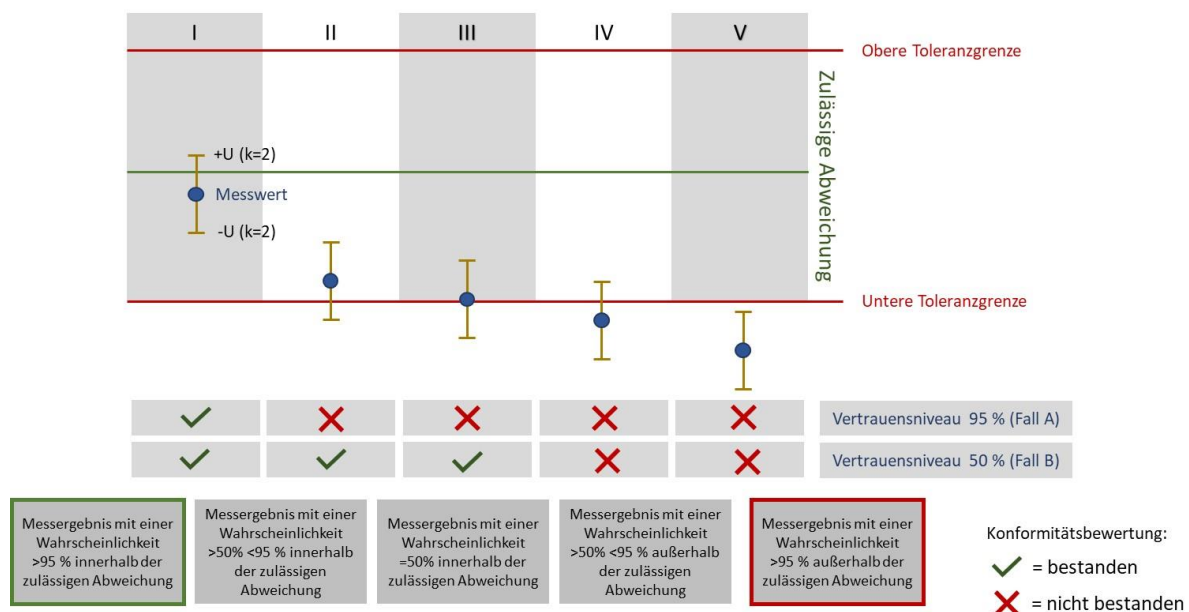 I II III IV V
Obere Toleranzgrenze
Zulässige Abweichung
+U (k=2)
Messwert
-U (k=2)
Untere Toleranzgrenze
Vertrauensniveau 95 % (Fall A)
Vertrauensniveau 50 % (Fall B)
Messergebnis mit einer
Wahrscheinlichkeit
>95 % innerhalb der
zulässigen Abweichung
Messergebnis mit einer
Wahrscheinlichkeit
>50% <95 % innerhalb
der zulässigen
Abweichung
Messergebnis mit einer
Wahrscheinlichkeit
=50% innerhalb
der zulässigen
Abweichung
Messergebnis mit einer
Wahrscheinlichkeit
>50% <95 % außerhalb
der zulässigen
Abweichung
Messergebnis mit einer
Wahrscheinlichkeit
>95 % außerhalb der
zulässigen Abweichung
Konformitätsbewertung:
= bestanden
= nicht bestanden